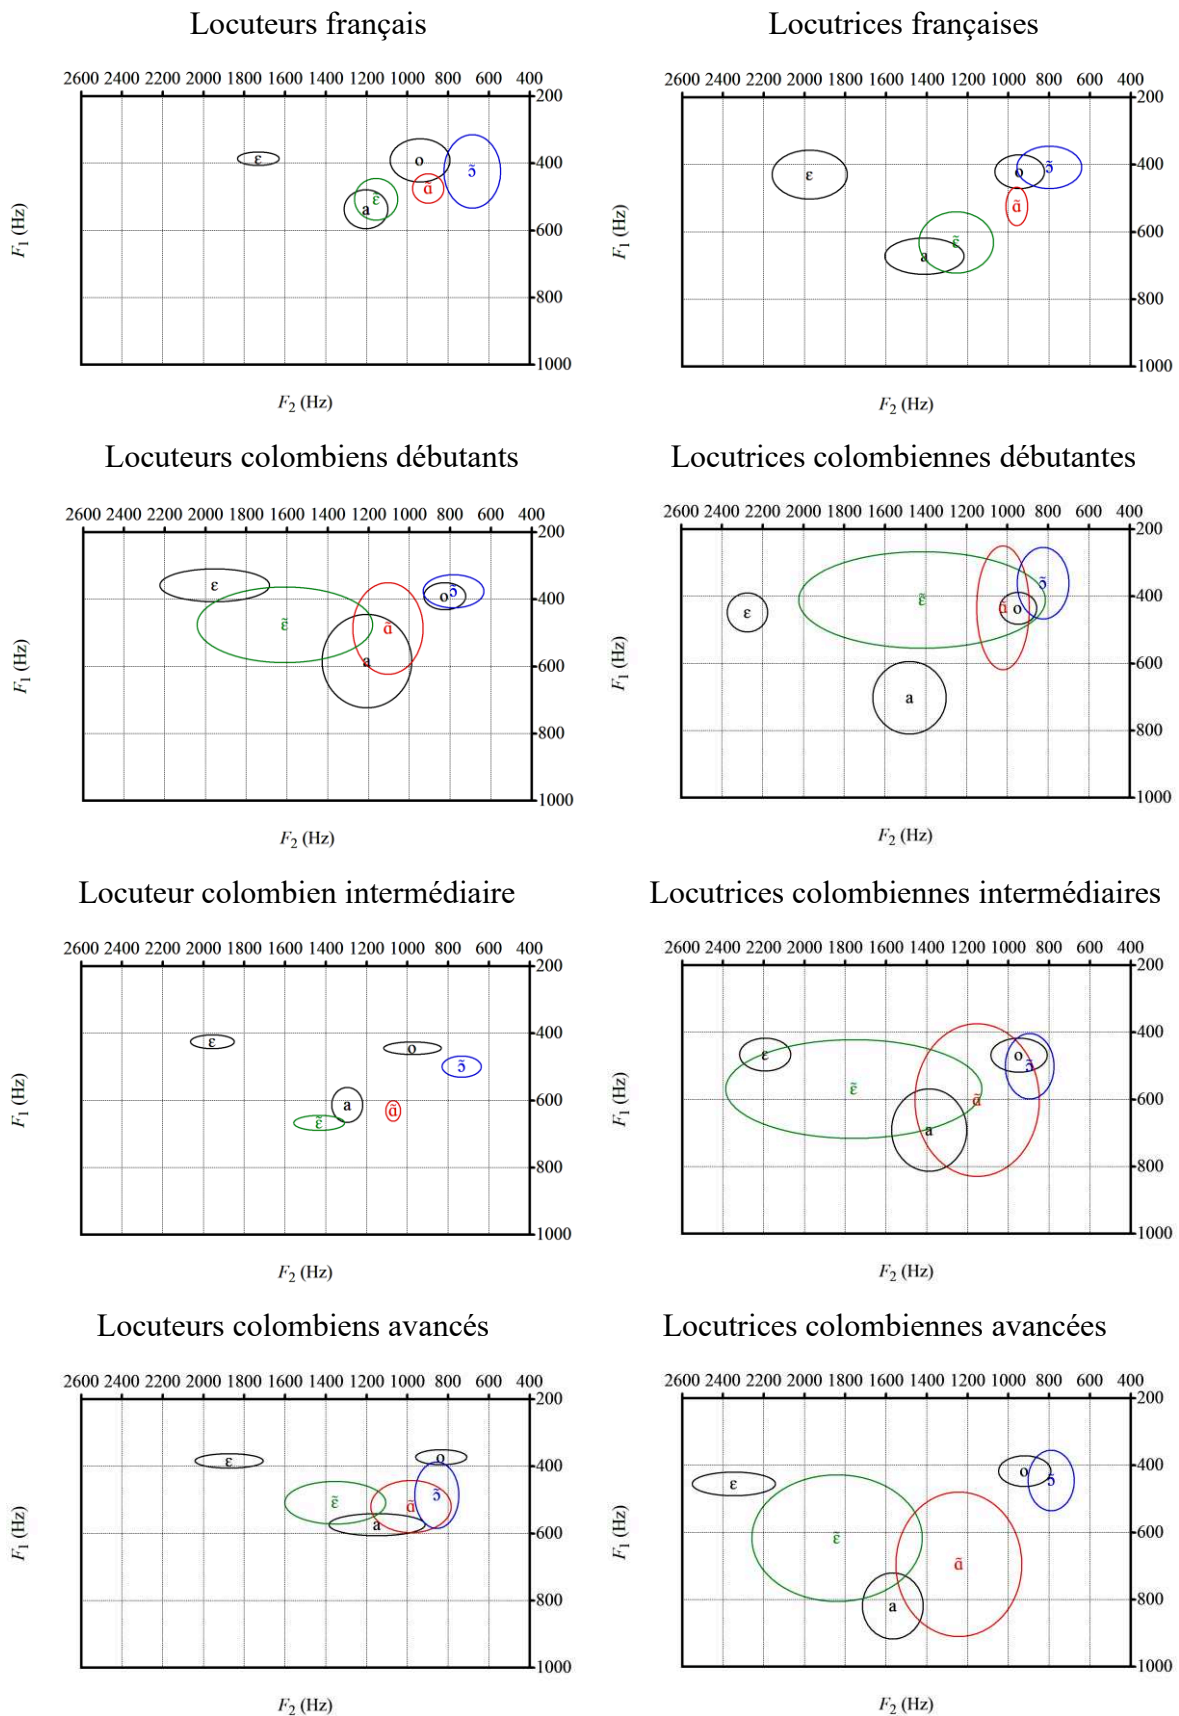 Locuteurs français
Locutrices françaises
2600 2400 2200 2000 1800 1600 1400 1200 1000 800 600 400
2600 2400 2200 2000 1800 1600 1400 1200 1000 800 600 400
200
400
600
800
1000
ɛ
o
ɔ̃
ɑ̃
ɛ̃
a
F1 (Hz)
F2 (Hz)
200
400
600
800
1000
ɛ
o
ɔ̃
ɑ̃
ɛ̃
a
F1 (Hz)
F2 (Hz)
Locuteurs colombiens débutants
Locutrices colombiennes débutantes
2600 2400 2200 2000 1800 1600 1400 1200 1000 800 600 400
2600 2400 2200 2000 1800 1600 1400 1200 1000 800 600 400
200
400
600
800
1000
ɛ
o
ɔ̃
ɛ̃
ɑ̃
a
F1 (Hz)
F2 (Hz)
200
400
600
800
1000
ɛ
ɛ̃
ɑ̃
o
ɔ̃
a
F1 (Hz)
F2 (Hz)
Locuteur colombien intermédiaire
Locutrices colombiennes intermédiaires
2600 2400 2200 2000 1800 1600 1400 1200 1000 800 600 400
2600 2400 2200 2000 1800 1600 1400 1200 1000 800 600 400
200
400
600
800
1000
ɛ
o
ɔ̃
a
ɑ̃
ɛ̃
F1 (Hz)
F2 (Hz)
200
400
600
800
1000
ɛ
o
ɔ̃
ɛ̃
ɑ̃
a
F1 (Hz)
F2 (Hz)
Locuteurs colombiens avancés
Locutrices colombiennes avancées
2600 2400 2200 2000 1800 1600 1400 1200 1000 800 600 400
2600 2400 2200 2000 1800 1600 1400 1200 1000 800 600 400
200
400
600
800
1000
ɛ
o
ɔ̃
ɛ̃
ɑ̃
a
F1 (Hz)
F2 (Hz)
200
400
600
800
1000
ɛ
o
ɔ̃
ɛ̃
ɑ̃
a
F1 (Hz)
F2 (Hz)